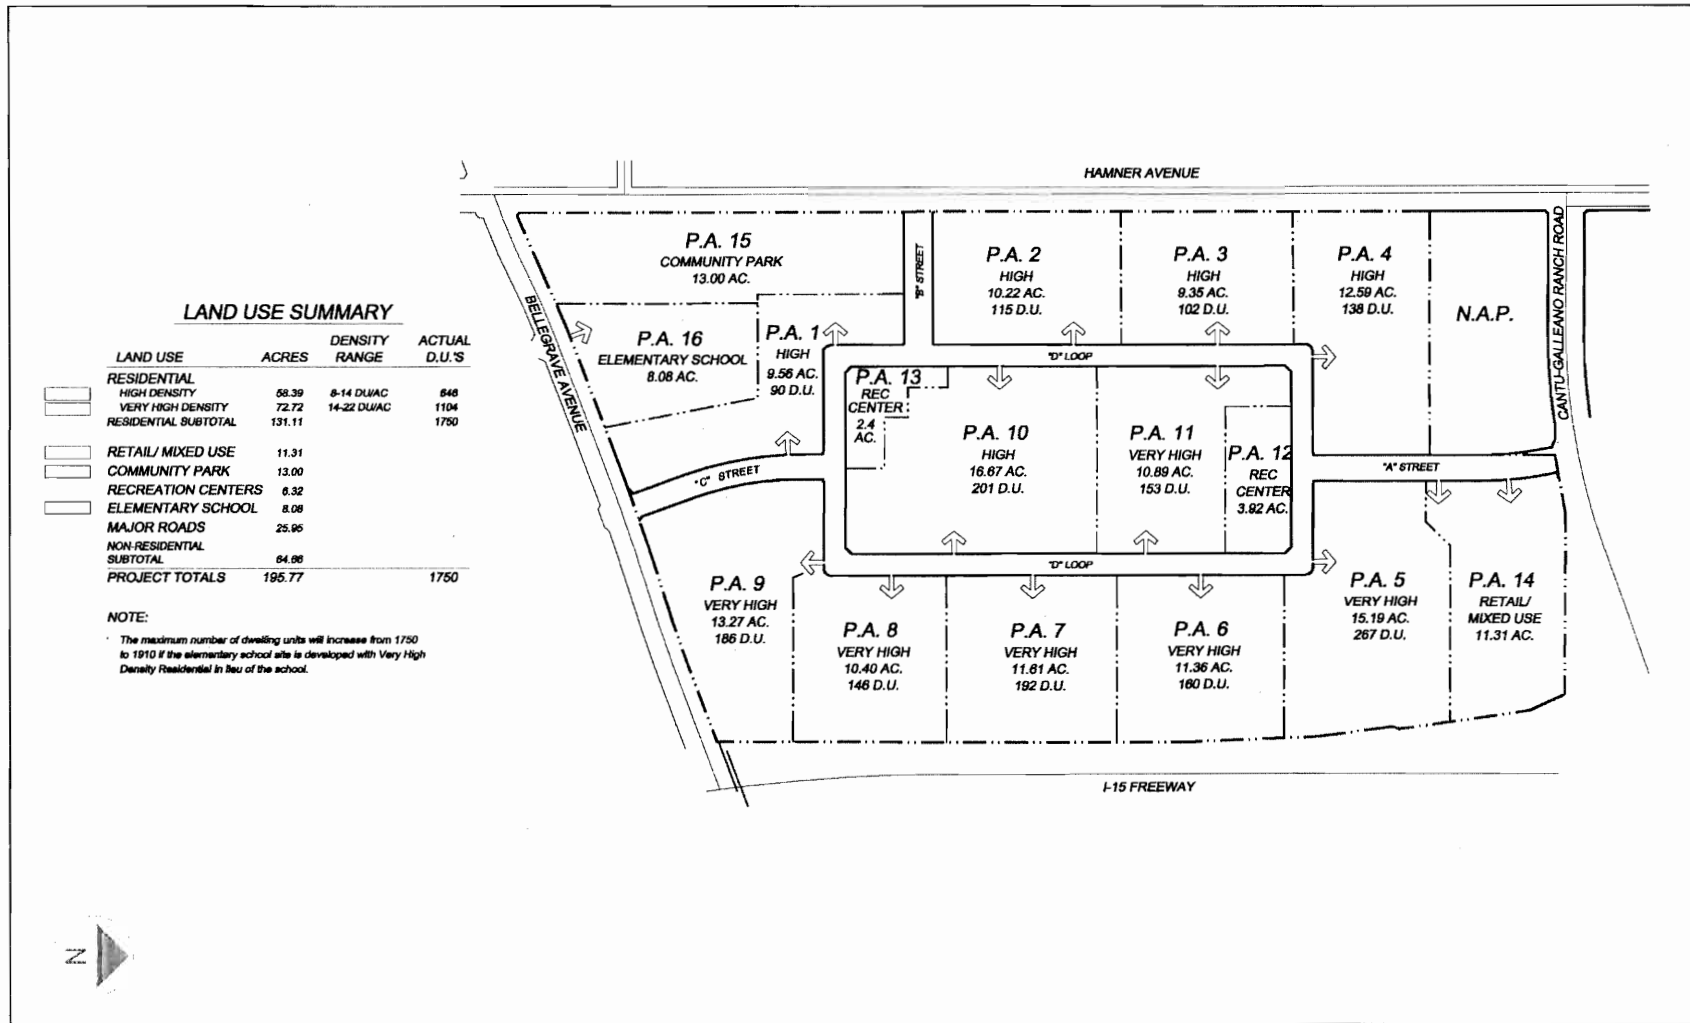 HAMNER AVENUE
CANTU-GALLEANO RANCH ROAD
BELLEGRAVE AVENUE
P.A. 15
COMMUNITY PARK
13.00 AC.
"B" STREET
P.A. 2
HIGH
10.22 AC.
115 D.U.
P.A. 3
HIGH
9.35 AC.
102 D.U.
P.A. 4
HIGH
12.59 AC.
138 D.U.
N.A.P.
P.A. 16
ELEMENTARY SCHOOL
8.08 AC.
P.A. 1
HIGH
9.56 AC.
90 D.U.
"D" LOOP
P.A. 13
REC
CENTER
2.4
AC.
P.A. 10
HIGH
16.67 AC.
201 D.U.
P.A. 11
VERY HIGH
10.89 AC.
153 D.U.
P.A. 12
REC
CENTER
3.92 AC.
"A" STREET
"C" STREET
"D" LOOP
P.A. 9
VERY HIGH
13.27 AC.
186 D.U.
P.A. 8
VERY HIGH
10.40 AC.
146 D.U.
P.A. 7
VERY HIGH
11.61 AC.
192 D.U.
P.A. 6
VERY HIGH
11.36 AC.
160 D.U.
P.A. 5
VERY HIGH
15.19 AC.
267 D.U.
P.A. 14
RETAIL/
MIXED USE
11.31 AC.
I-15 FREEWAY
LAND USE SUMMARY
DENSITY ACTUAL
LAND USE ACRES RANGE D.U.'S
RESIDENTIAL
HIGH DENSITY 58.39 8-14 DU/AC 646
VERY HIGH DENSITY 72.72 14-22 DU/AC 1104
RESIDENTIAL SUBTOTAL 131.11 1750
RETAIL/ MIXED USE 11.31
COMMUNITY PARK 13.00
RECREATION CENTERS 6.32
ELEMENTARY SCHOOL 8.08
MAJOR ROADS 25.95
NON-RESIDENTIAL
SUBTOTAL 64.66
PROJECT TOTALS 195.77 1750
NOTE:
The maximum number of dwelling units will increase from 1750
to 1910 if the elementary school site is developed with Very High
Density Residential in lieu of the school.
N